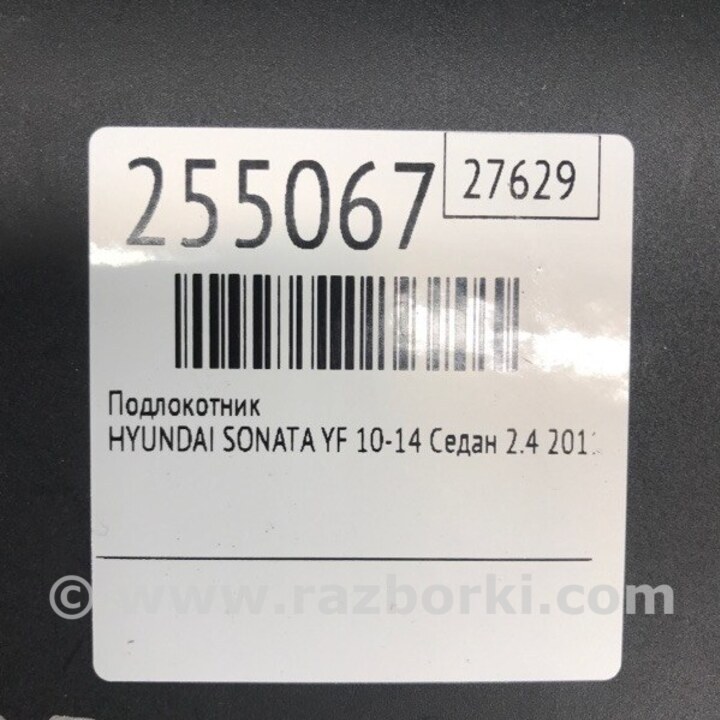 255067
27629
Подлокотник
HYUNDAI SONATA YF 10-14 Седан 2.4
© www.razborki.com